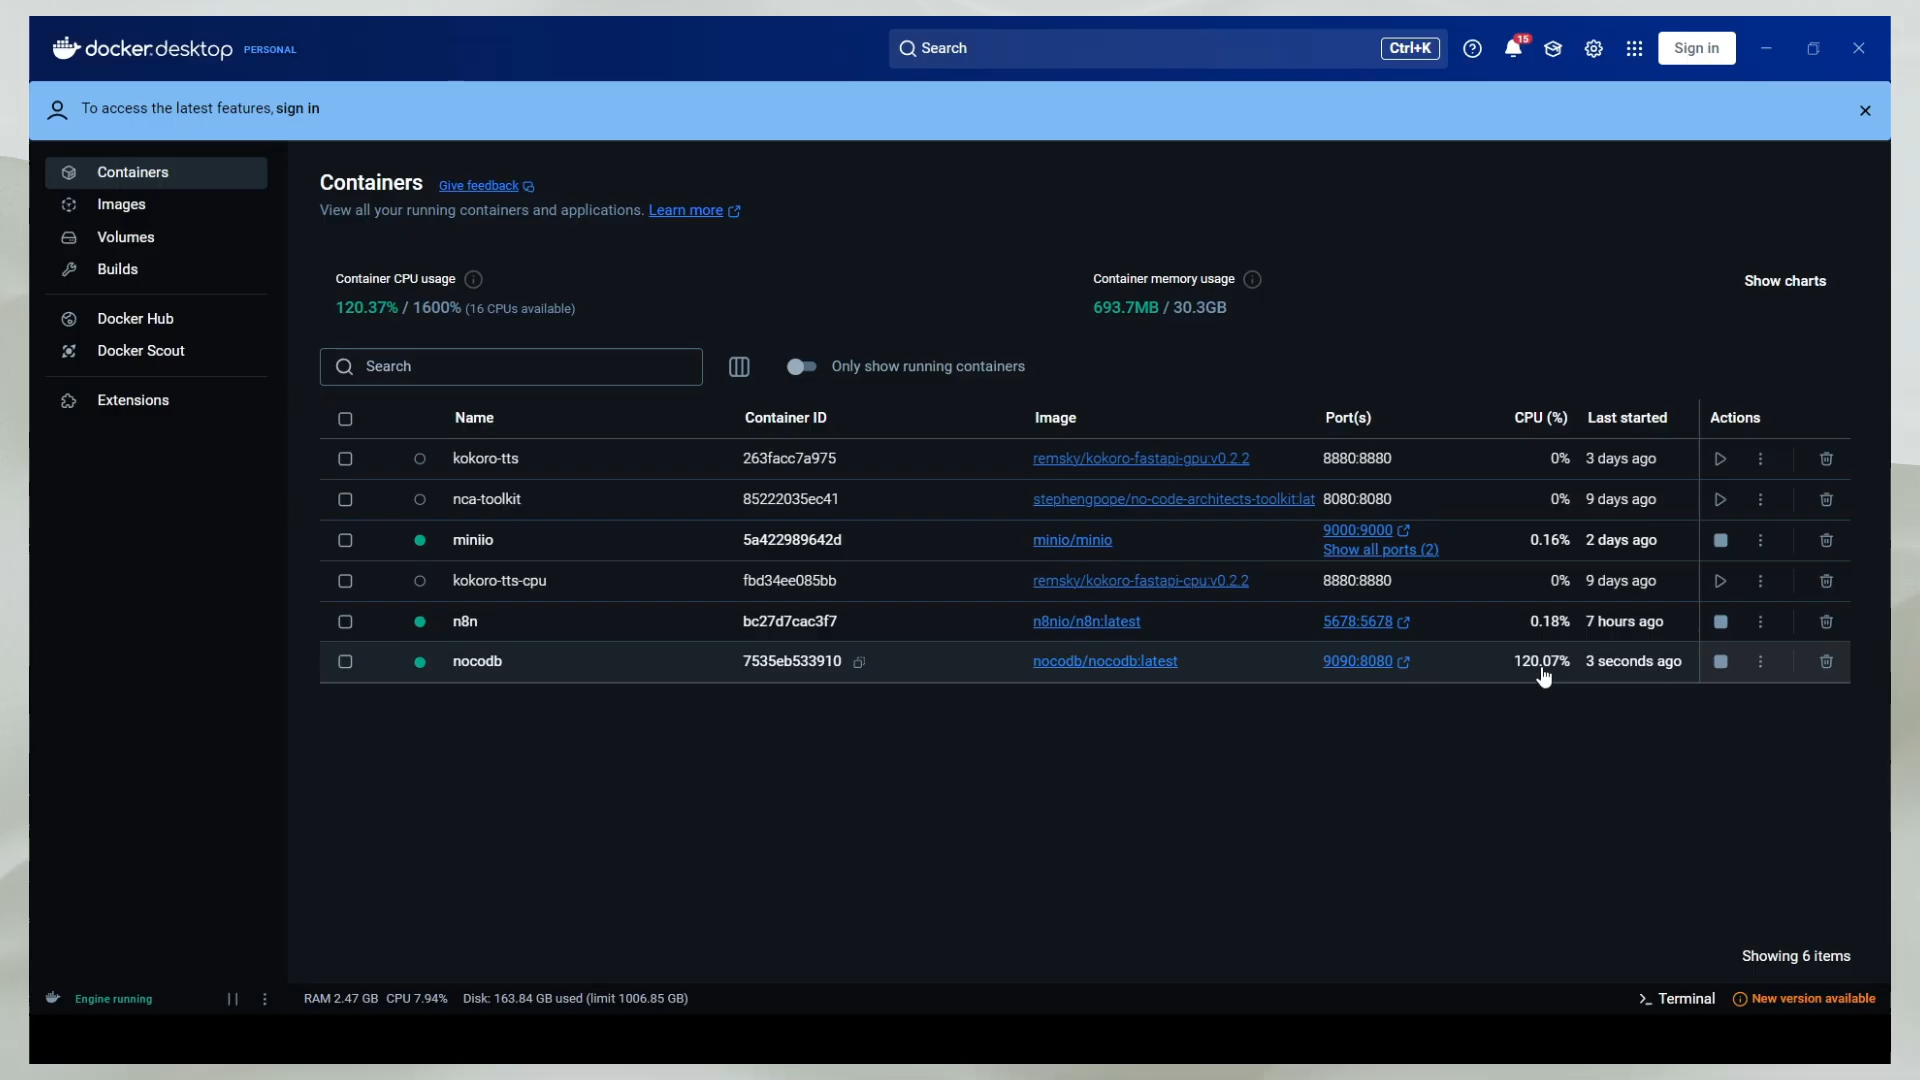 docker.desktop PERSONAL
Search
Ctrl+K
15
Sign in
To access the latest features, sign in
Containers
Images
Volumes
Builds
Docker Hub
Docker Scout
Extensions
Containers Give feedback
View all your running containers and applications. Learn more
Container CPU usage
120.37% / 1600% (16 CPUs available)
Container memory usage
693.7MB / 30.3GB
Show charts
Search
Only show running containers
Name Container ID Image Port(s) CPU (%) Last started Actions
kokoro-tts 263facc7a975 remsky/kokoro-fastapi-gpu:v0.2.2 8880:8880 0% 3 days ago
nca-toolkit 85222035ec41 stephengpope/no-code-architects-toolkit:lat 8080:8080 0% 9 days ago
miniio 5a422989642d minio/minio 9000:9000 0.16% 2 days ago
Show all ports (2)
kokoro-tts-cpu fbd34ee085bb remsky/kokoro-fastapi-cpu:v0.2.2 8880:8880 0% 9 days ago
n8n bc27d7cac3f7 n8nio/n8n:latest 5678:5678 0.18% 7 hours ago
nocodb 7535eb533910 nocodb/nocodb:latest 9090:8080 120.07% 3 seconds ago
Showing 6 items
Engine running
RAM 2.47 GB CPU 7.94% Disk: 163.84 GB used (limit 1006.85 GB)
>_ Terminal
New version available